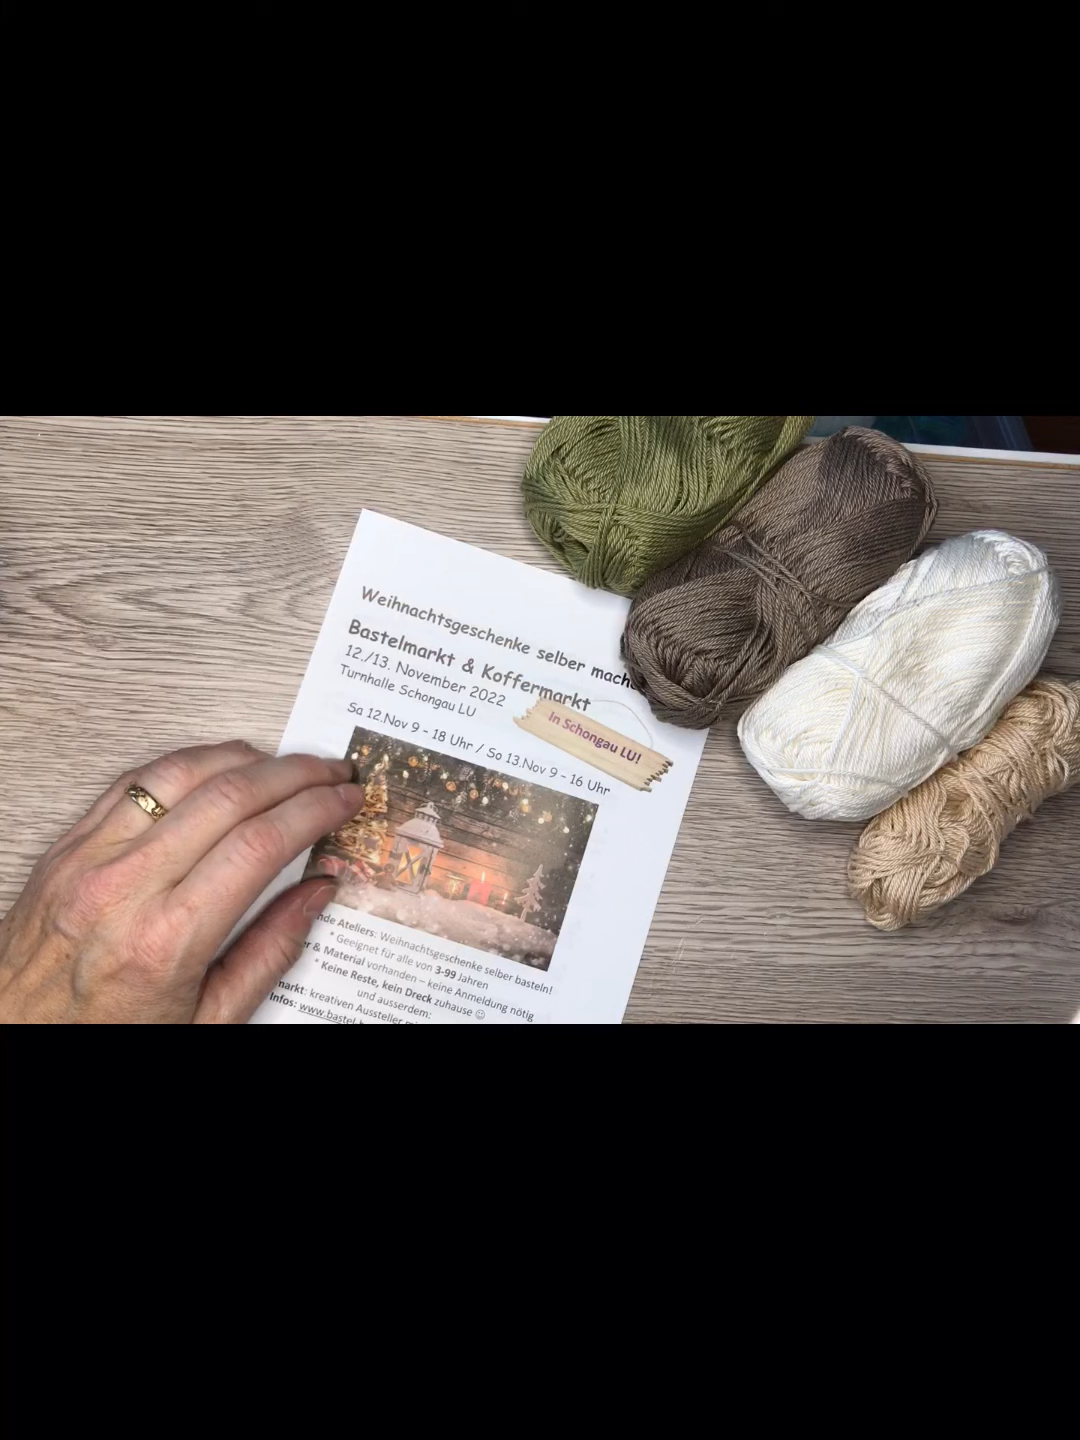 Weihnachtsgeschenke selber
Bastelmarkt & Koffermarkt
12./13. November 2022
Turnhalle Schongau LU
In Schongau LU!
Sa 12.Nov 9 - 18 Uhr / So 13.Nov 9 - 16 Uhr
Ateliers: Weihnachtsgeschenke selber basteln!
* Geeignet für alle von 3-99 Jahren
& Material vorhanden – keine Anmeldung nötig
* Keine Reste, kein Dreck zuhause ☺
und ausserdem:
kreativen Aussteller
Infos: www.bastel